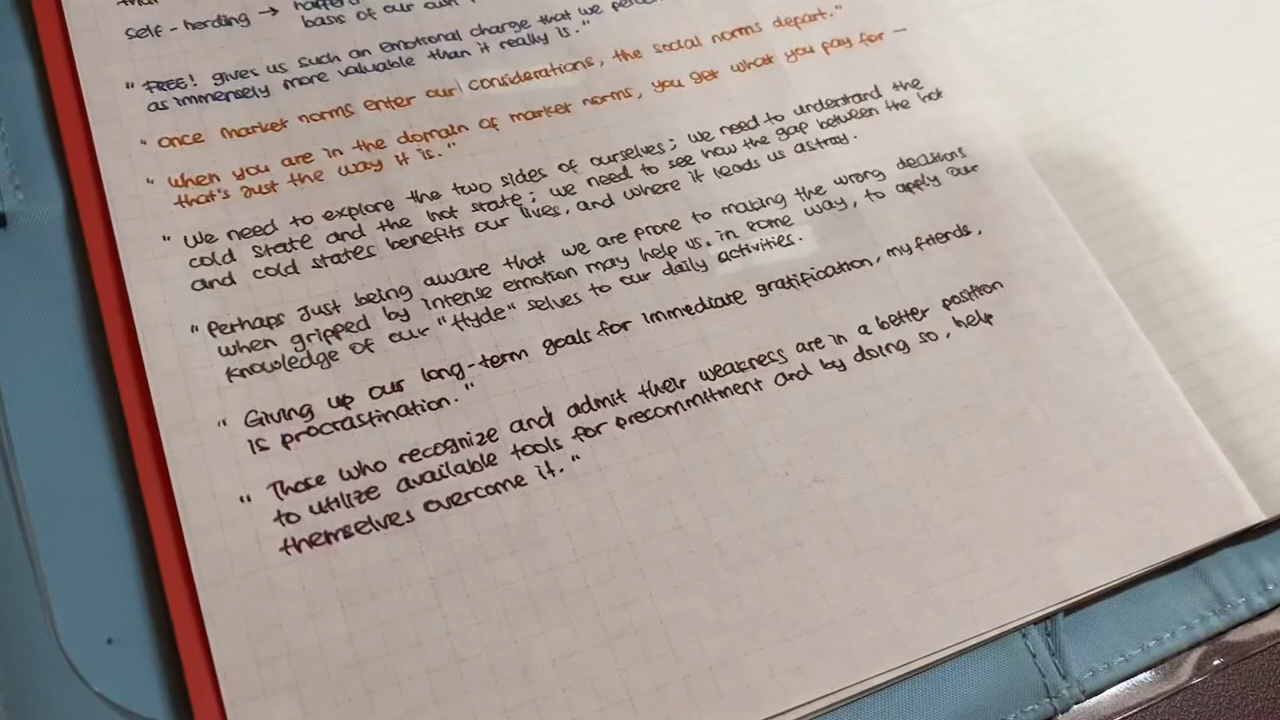 self-herding →
basis of our own
" FREE! gives us such an emotional charge that we
as immensely more valuable than it really is."
" once market norms enter our considerations, the social norms depart."
" when you are in the domain of market norms, you get what you pay for —
that's just the way it is."
" We need to explore the two sides of ourselves; we need to understand the
cold state and the hot state; we need to see how the gap between the hot
and cold states benefits our lives, and where it leads us astray.
" Perhaps just being aware that we are prone to making the wrong decisions
when gripped by intense emotion may help us, in some way, to apply our
knowledge of our "Hyde" selves to our daily activities.
" Giving up our long-term goals for immediate gratification, my friends,
is procrastination."
" Those who recognize and admit their weakness are in a better position
to utilize available tools for precommitment and by doing so, help
themselves overcome it."